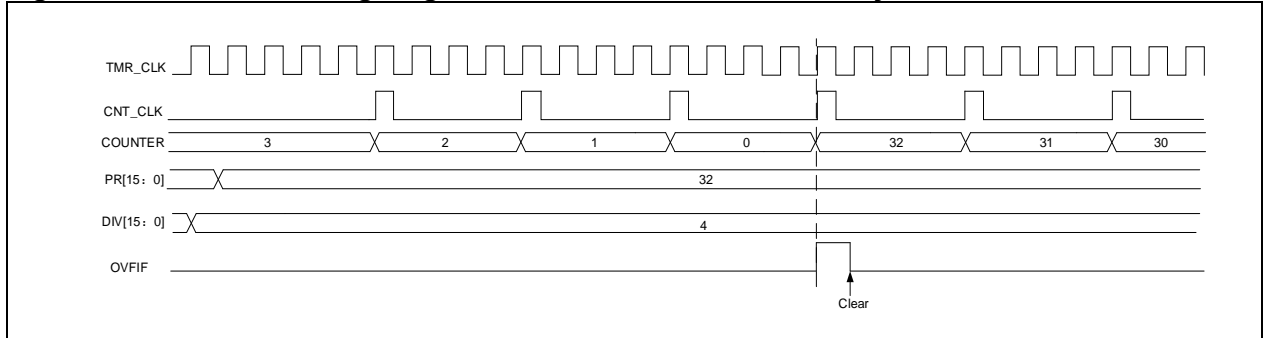 TMR_CLK
CNT_CLK
COUNTER 3 2 1 0 32 31 30
PR[15：0] 32
DIV[15：0] 4
OVFIF
Clear